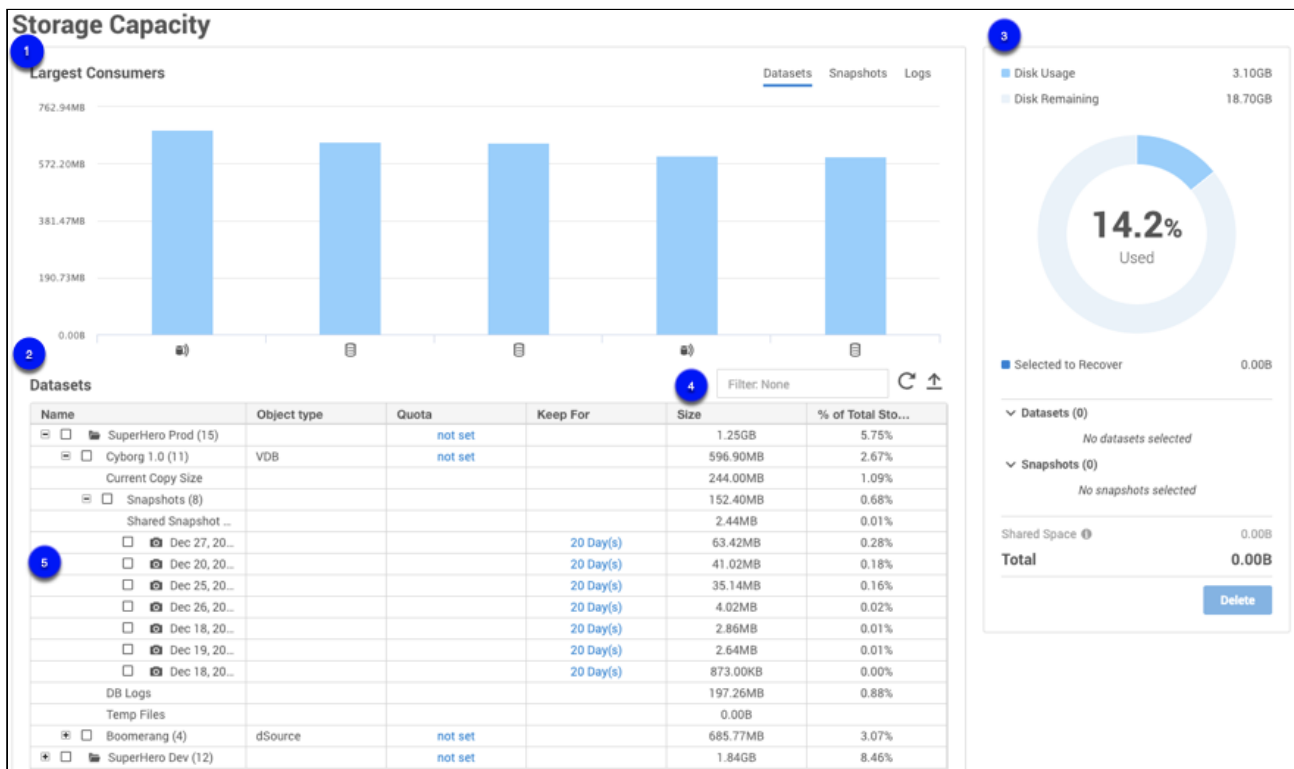 Storage Capacity
1
Largest Consumers
Datasets Snapshots Logs
762.94MB
572.20MB
381.47MB
190.73MB
0.00B
2
Datasets
4
Filter: None
Name Object type Quota Keep For Size % of Total Sto...
SuperHero Prod (15) not set 1.25GB 5.75%
Cyborg 1.0 (11) VDB not set 596.90MB 2.67%
Current Copy Size 244.00MB 1.09%
Snapshots (8) 152.40MB 0.68%
Shared Snapshot ... 2.44MB 0.01%
Dec 27, 20... 20 Day(s) 63.42MB 0.28%
5
Dec 20, 20... 20 Day(s) 41.02MB 0.18%
Dec 25, 20... 20 Day(s) 35.14MB 0.16%
Dec 26, 20... 20 Day(s) 4.02MB 0.02%
Dec 18, 20... 20 Day(s) 2.86MB 0.01%
Dec 19, 20... 20 Day(s) 2.64MB 0.01%
Dec 18, 20... 20 Day(s) 873.00KB 0.00%
DB Logs 197.26MB 0.88%
Temp Files 0.00B
Boomerang (4) dSource not set 685.77MB 3.07%
SuperHero Dev (12) not set 1.84GB 8.46%
3
Disk Usage 3.10GB
Disk Remaining 18.70GB
14.2%
Used
Selected to Recover 0.00B
Datasets (0)
No datasets selected
Snapshots (0)
No snapshots selected
Shared Space 0.00B
Total 0.00B
Delete